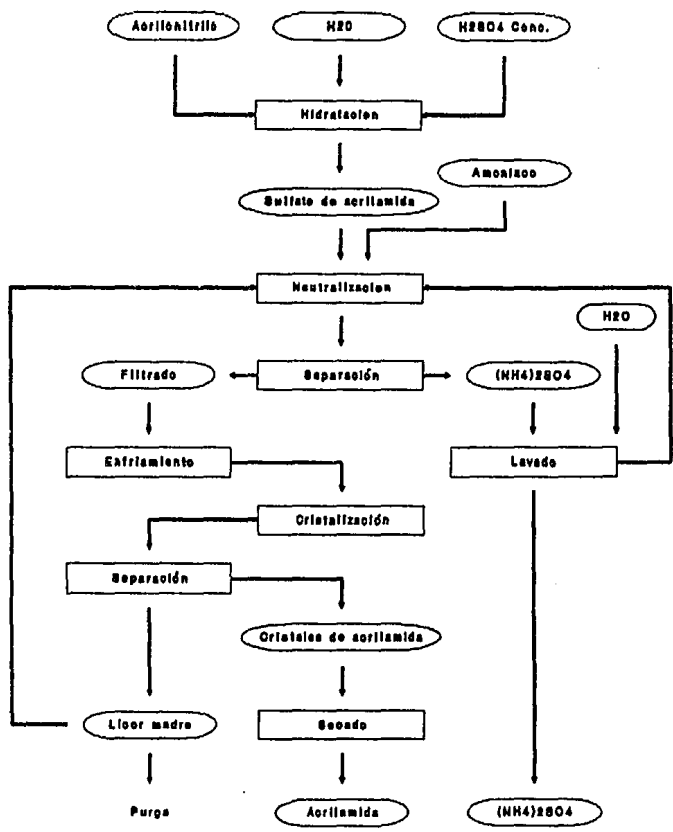 Acrilonitrilo
H2O
H2SO4 Conc.
Hidratacion
Amoniaco
Sulfato de acrilamida
Neutralizacion
H2O
Filtrado
Separación
(NH4)2SO4
Enfriamiento
Lavado
Cristalización
Separación
Cristales de acrilamida
Licor madre
Secado
Purga
Acrilamida
(NH4)2SO4